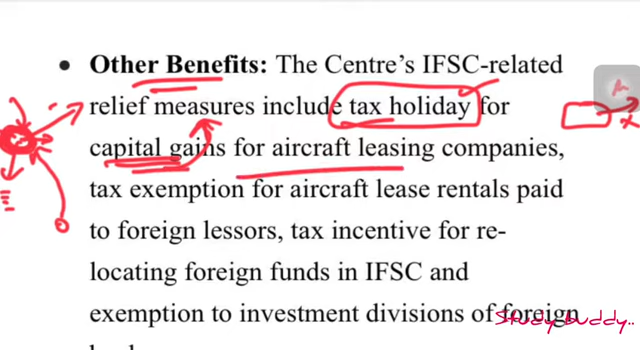 • Other Benefits: The Centre's IFSC-related
relief measures include tax holiday for
capital gains for aircraft leasing companies,
tax exemption for aircraft lease rentals paid
to foreign lessors, tax incentive for re-
locating foreign funds in IFSC and
exemption to investment divisions of foreign
Study buddy..